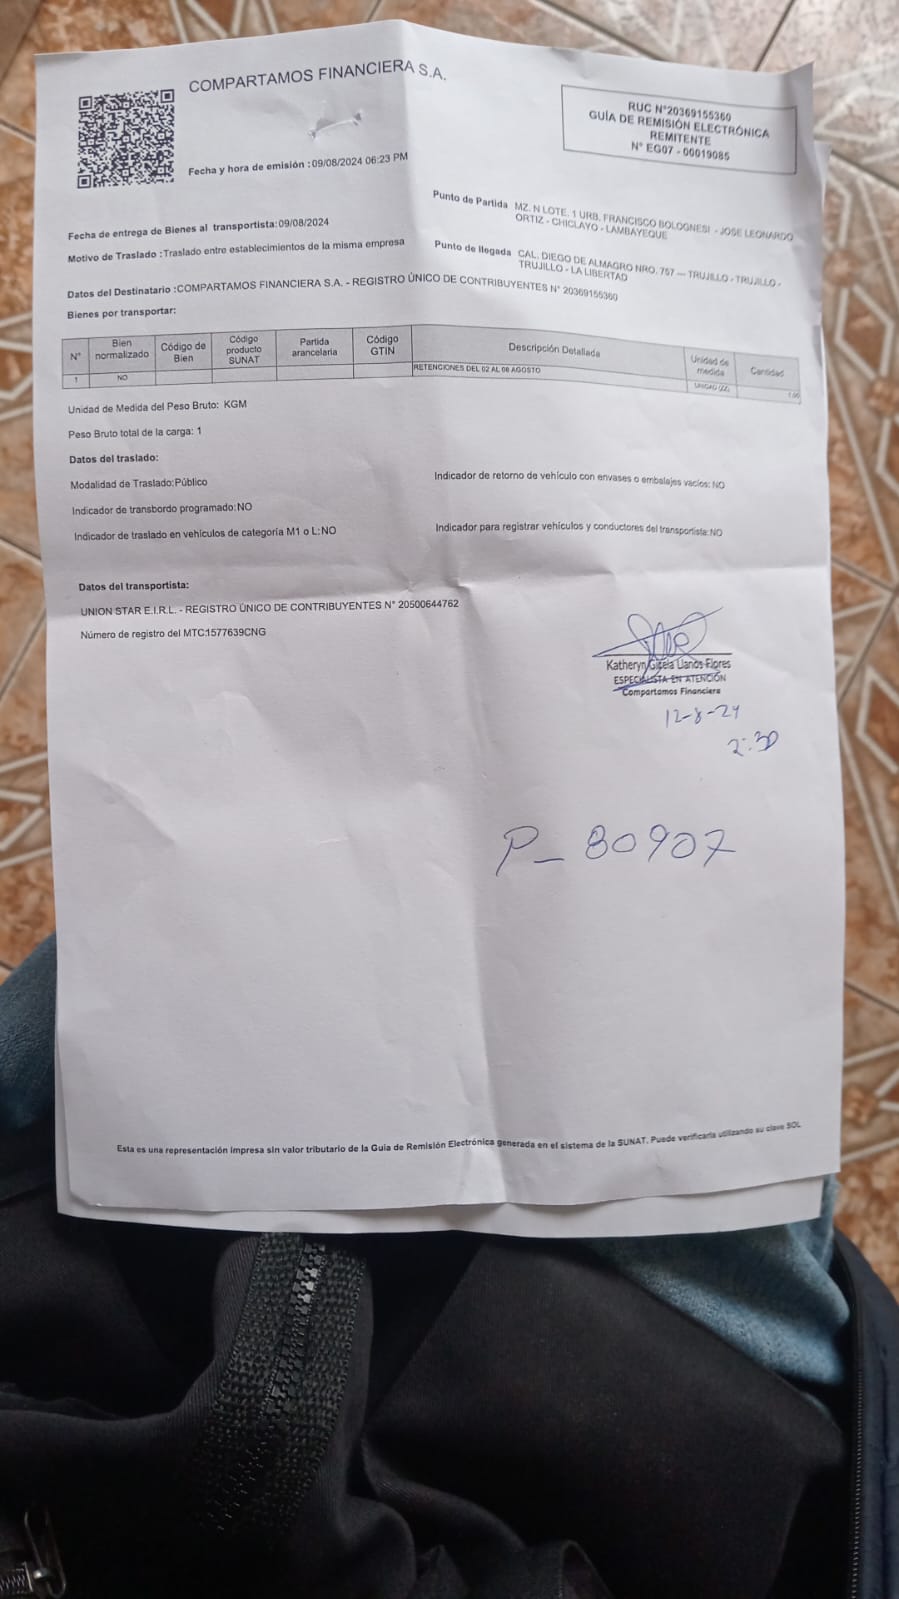 COMPARTAMOS FINANCIERA S.A.
RUC N°20369155360
GUÍA DE REMISIÓN ELECTRÓNICA
REMITENTE
N° EG07 - 00019085
Fecha y hora de emisión : 09/08/2024 06:23 PM
Fecha de entrega de Bienes al transportista: 09/08/2024
Punto de Partida MZ. N LOTE. 1 URB. FRANCISCO BOLOGNESI - JOSE LEONARDO
ORTIZ - CHICLAYO - LAMBAYEQUE
Motivo de Traslado : Traslado entre establecimientos de la misma empresa
Punto de llegada CAL. DIEGO DE ALMAGRO NRO. 757 --- TRUJILLO - TRUJILLO -
TRUJILLO - LA LIBERTAD
Datos del Destinatario :COMPARTAMOS FINANCIERA S.A. - REGISTRO ÚNICO DE CONTRIBUYENTES N° 20369155360
Bienes por transportar:
N° Bien normalizado Código de Bien Código producto SUNAT Partida arancelaria Código GTIN Descripción Detallada Unidad de medida Cantidad
1 NO RETENCIONES DEL 02 AL 08 AGOSTO UNIDAD (ZZ) 1.00
Unidad de Medida del Peso Bruto: KGM
Peso Bruto total de la carga: 1
Datos del traslado:
Modalidad de Traslado:Público
Indicador de retorno de vehículo con envases o embalajes vacíos: NO
Indicador de transbordo programado:NO
Indicador de traslado en vehículos de categoría M1 o L:NO
Indicador para registrar vehículos y conductores del transportista:NO
Datos del transportista:
UNION STAR E.I.R.L. - REGISTRO ÚNICO DE CONTRIBUYENTES N° 20500644762
Número de registro del MTC:1577639CNG
Katheryn Gisela Llanos Flores
ESPECIALISTA EN ATENCIÓN
Compartamos Financiera
12-8-24
2:30
P_ 80907
Esta es una representación impresa sin valor tributario de la Guía de Remisión Electrónica generada en el sistema de la SUNAT. Puede verificarla utilizando su clave SOL